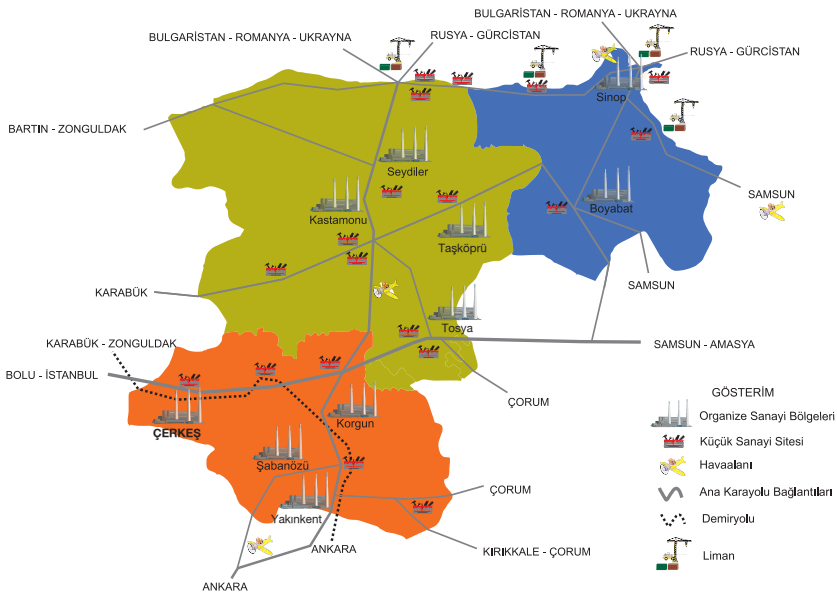 BULGARİSTAN - ROMANYA - UKRAYNA
RUSYA - GÜRCİSTAN
BULGARİSTAN - ROMANYA - UKRAYNA
RUSYA - GÜRCİSTAN
Sinop
BARTIN - ZONGULDAK
Seydiler
Kastamonu
Taşköprü
Boyabat
SAMSUN
SAMSUN
KARABÜK
Tosya
KARABÜK - ZONGULDAK
SAMSUN - AMASYA
BOLU - İSTANBUL
ÇORUM
ÇERKEŞ
Korgun
Şabanözü
Yakınkent
ÇORUM
ANKARA
KIRIKKALE - ÇORUM
ANKARA
GÖSTERİM
Organize Sanayi Bölgeleri
Küçük Sanayi Sitesi
Havaalanı
Ana Karayolu Bağlantıları
Demiryolu
Liman